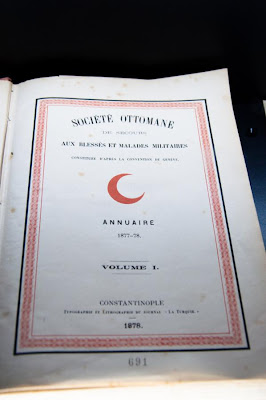 SOCIÉTÉ OTTOMANE
DE SECOURS
AUX BLESSÉS ET MALADES MILITAIRES
CONSTITUÉE D'APRÈS LA CONVENTION DE GENÈVE.
ANNUAIRE
1877-78.
VOLUME I.
CONSTANTINOPLE
TYPOGRAPHIE ET LITHOGRAPHIE DU JOURNAL « LA TURQUIE »
1878.
691